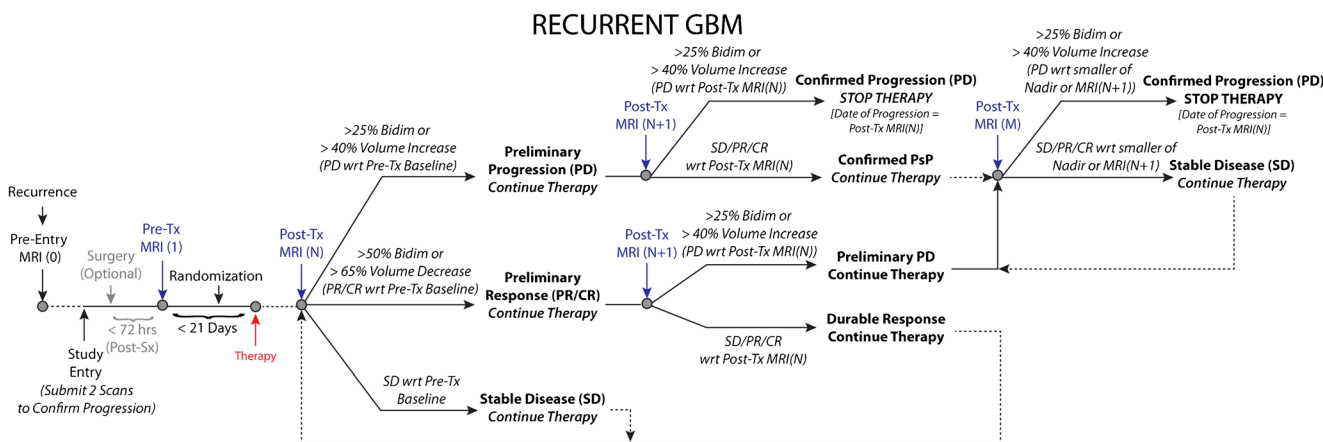 RECURRENT GBM
Recurrence
Pre-Entry
MRI (0)
Surgery
(Optional)
Pre-Tx
MRI (1)
Randomization
< 72 hrs
(Post-Sx)
< 21 Days
Study
Entry
(Submit 2 Scans
to Confirm Progression)
Therapy
Post-Tx
MRI (N)
>25% Bidim or
> 40% Volume Increase
(PD wrt Pre-Tx Baseline)
Preliminary
Progression (PD)
Continue Therapy
>50% Bidim or
> 65% Volume Decrease
(PR/CR wrt Pre-Tx Baseline)
Preliminary
Response (PR/CR)
Continue Therapy
SD wrt Pre-Tx
Baseline
Stable Disease (SD)
Continue Therapy
Post-Tx
MRI (N+1)
>25% Bidim or
> 40% Volume Increase
(PD wrt Post-Tx MRI(N))
Confirmed Progression (PD)
STOP THERAPY
[Date of Progression =
Post-Tx MRI(N)]
SD/PR/CR
wrt Post-Tx MRI(N)
Confirmed PsP
Continue Therapy
Post-Tx
MRI (N+1)
>25% Bidim or
> 40% Volume Increase
(PD wrt Post-Tx MRI(N))
Preliminary PD
Continue Therapy
SD/PR/CR
wrt Post-Tx MRI(N)
Durable Response
Continue Therapy
Post-Tx
MRI (M)
>25% Bidim or
> 40% Volume Increase
(PD wrt smaller of
Nadir or MRI(N+1))
Confirmed Progression (PD)
STOP THERAPY
[Date of Progression =
Post-Tx MRI(N)]
SD/PR/CR wrt smaller of
Nadir or MRI(N+1)
Stable Disease (SD)
Continue Therapy